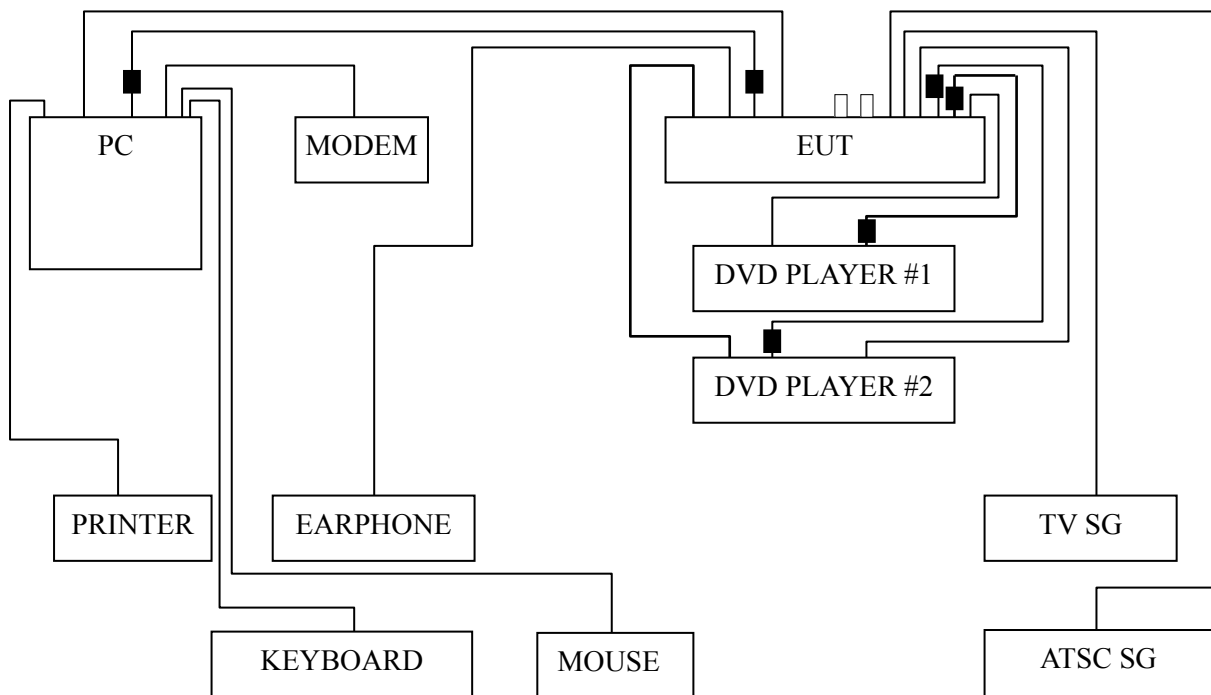 PC
MODEM
EUT
DVD PLAYER #1
DVD PLAYER #2
PRINTER
EARPHONE
TV SG
KEYBOARD
MOUSE
ATSC SG